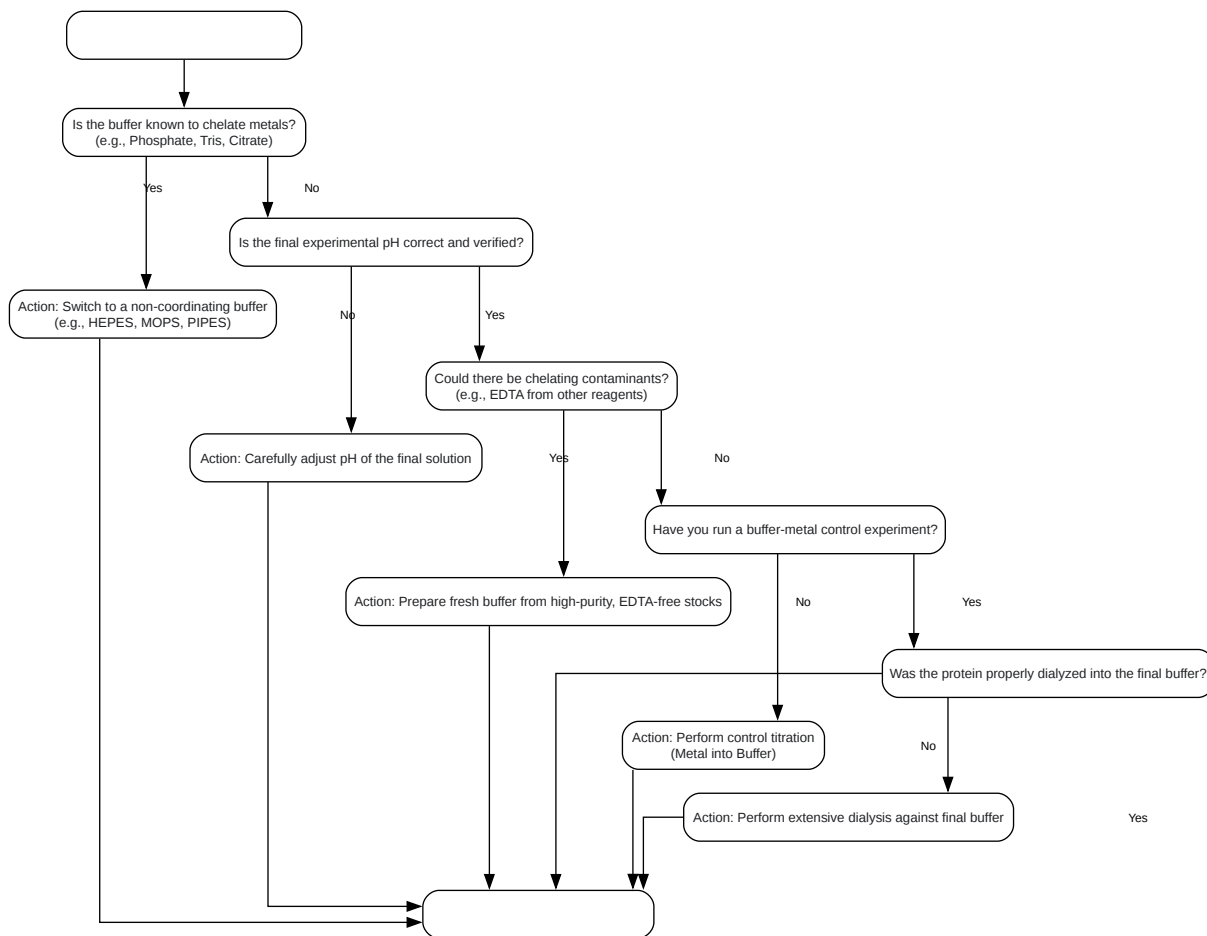 Is the buffer known to chelate metals?
(e.g., Phosphate, Tris, Citrate)
Yes
No
Is the final experimental pH correct and verified?
Action: Switch to a non-coordinating buffer
(e.g., HEPES, MOPS, PIPES)
No
Yes
Could there be chelating contaminants?
(e.g., EDTA from other reagents)
Action: Carefully adjust pH of the final solution
Yes
No
Have you run a buffer-metal control experiment?
Action: Prepare fresh buffer from high-purity, EDTA-free stocks
No
Yes
Was the protein properly dialyzed into the final buffer?
Action: Perform control titration
(Metal into Buffer)
No
Action: Perform extensive dialysis against final buffer
Yes